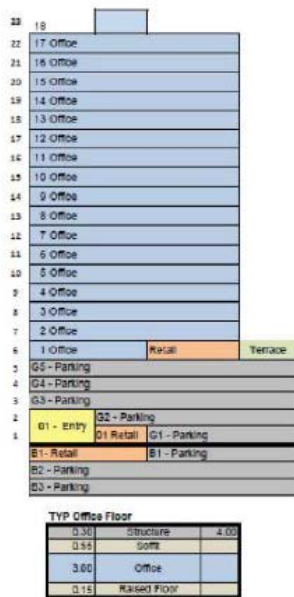 23 18
22 17 Office
21 16 Office
20 15 Office
19 14 Office
18 13 Office
17 12 Office
16 11 Office
15 10 Office
14 9 Office
13 8 Office
12 7 Office
11 6 Office
10 5 Office
9 4 Office
8 3 Office
7 2 Office
6 1 Office Retail Terrace
5 G5 - Parking
4 G4 - Parking
3 G3 - Parking
2 G2 - Parking
01 - Entry
1 01 Retail G1 - Parking
B1- Retail B1 - Parking
B2 - Parking
B3 - Parking
TYP Office Floor
0.30 Structure 4.00
0.55 Soffit
3.00 Office
0.15 Raised Floor